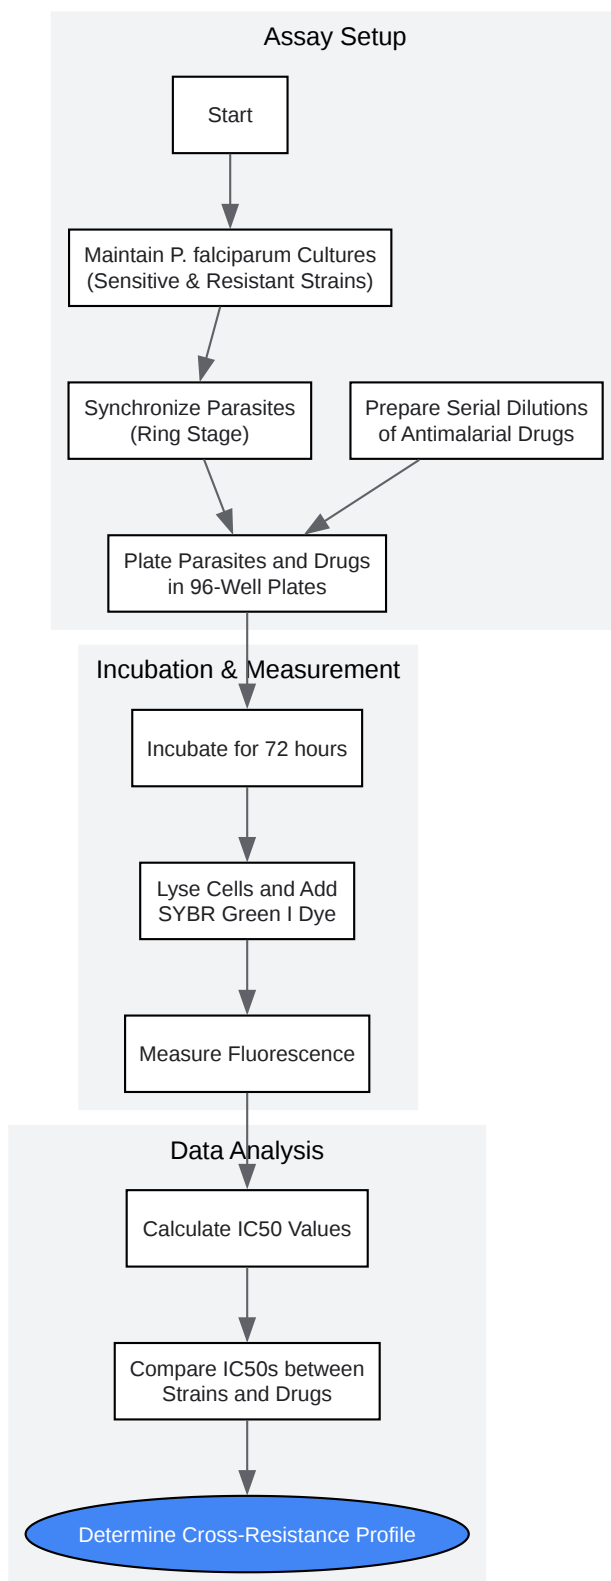 Assay Setup
Start
Maintain P. falciparum Cultures
(Sensitive & Resistant Strains)
Synchronize Parasites
(Ring Stage)
Prepare Serial Dilutions
of Antimalarial Drugs
Plate Parasites and Drugs
in 96-Well Plates
Incubation & Measurement
Incubate for 72 hours
Lyse Cells and Add
SYBR Green I Dye
Measure Fluorescence
Data Analysis
Calculate IC50 Values
Compare IC50s between
Strains and Drugs
Determine Cross-Resistance Profile